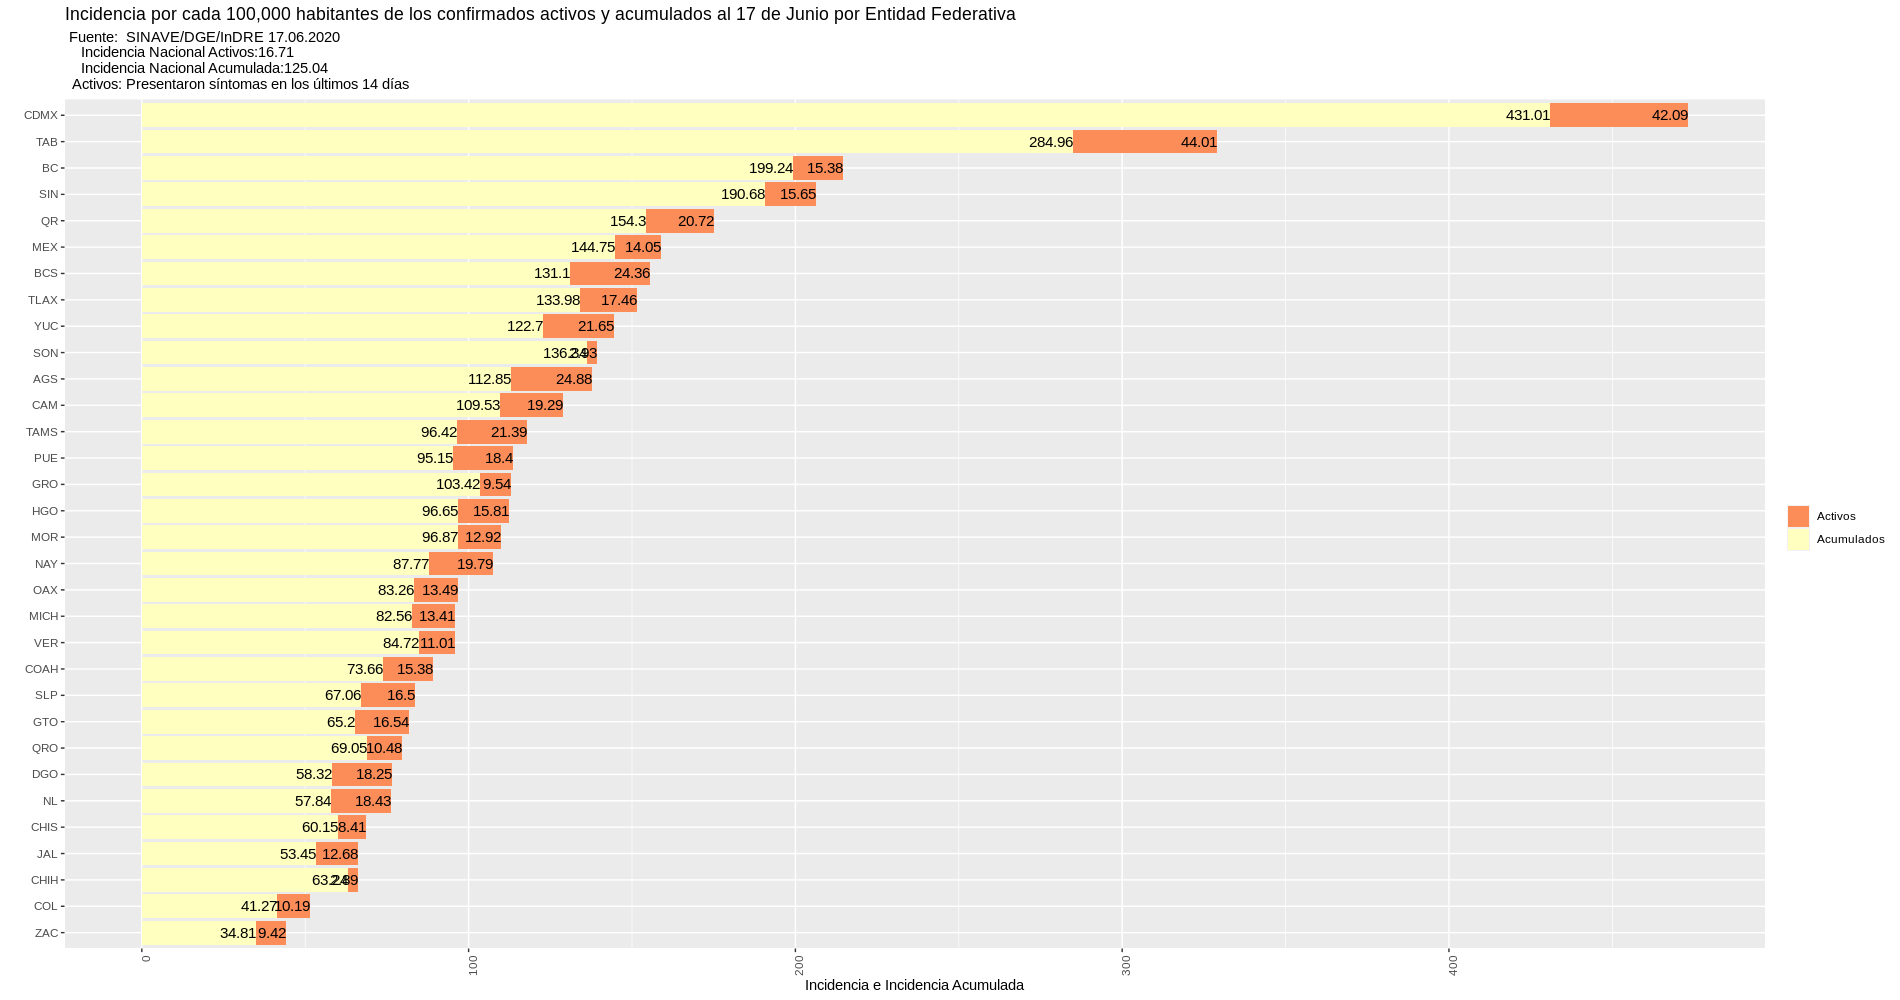 Incidencia por cada 100,000 habitantes de los confirmados activos y acumulados al 17 de Junio por Entidad Federativa
Fuente: SINAVE/DGE/InDRE 17.06.2020
Incidencia Nacional Activos:16.71
Incidencia Nacional Acumulada:125.04
Activos: Presentaron síntomas en los últimos 14 días
CDMX 431.01 42.09
TAB 284.96 44.01
BC 199.24 15.38
SIN 190.68 15.65
QR 154.3 20.72
MEX 144.75 14.05
BCS 131.1 24.36
TLAX 133.98 17.46
YUC 122.7 21.65
SON
AGS 112.85 24.88
CAM 109.53 19.29
TAMS 96.42 21.39
PUE 95.15 18.4
GRO 103.42 9.54
HGO 96.65 15.81
MOR 96.87 12.92
NAY 87.77 19.79
OAX 83.26 13.49
MICH 82.56 13.41
VER 84.72 11.01
COAH 73.66 15.38
SLP 67.06 16.5
GTO 65.2 16.54
QRO 69.05 10.48
DGO 58.32 18.25
NL 57.84 18.43
CHIS 60.15 8.41
JAL 53.45 12.68
CHIH
COL 41.27 10.19
ZAC 34.81 9.42
0 100 200 300 400
Incidencia e Incidencia Acumulada
Activos
Acumulados